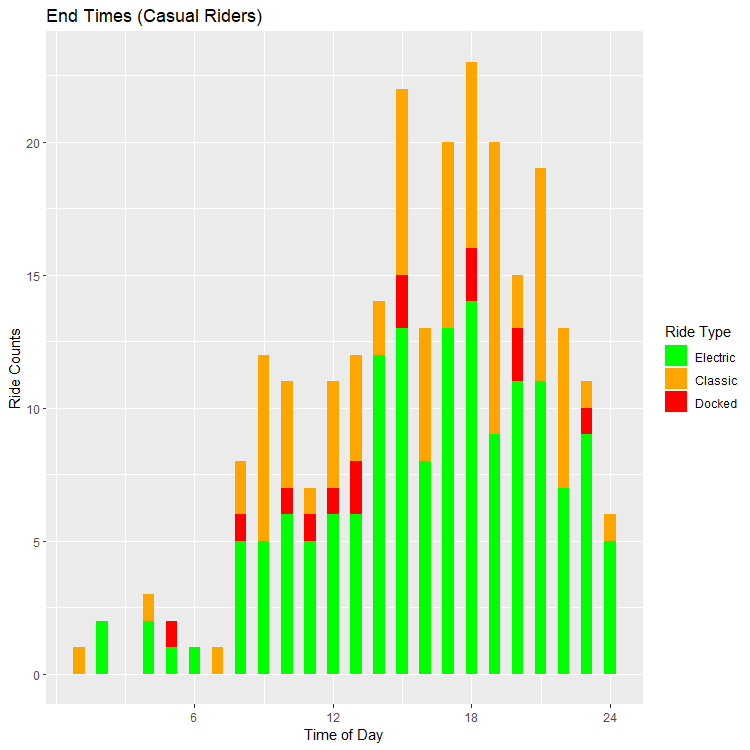 End Times (Casual Riders)
20
15
10
5
0
Ride Counts
6 12 18 24
Time of Day
Ride Type
Electric
Classic
Docked